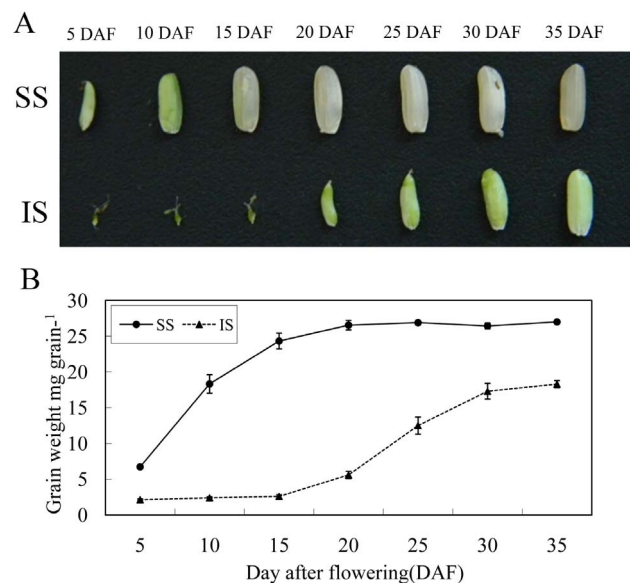 A
5 DAF 10 DAF 15 DAF 20 DAF 25 DAF 30 DAF 35 DAF
SS
IS
B
30
25
20
15
10
5
0
SS IS
Grain weight mg grain-¹
5 10 15 20 25 30 35
Day after flowering(DAF)